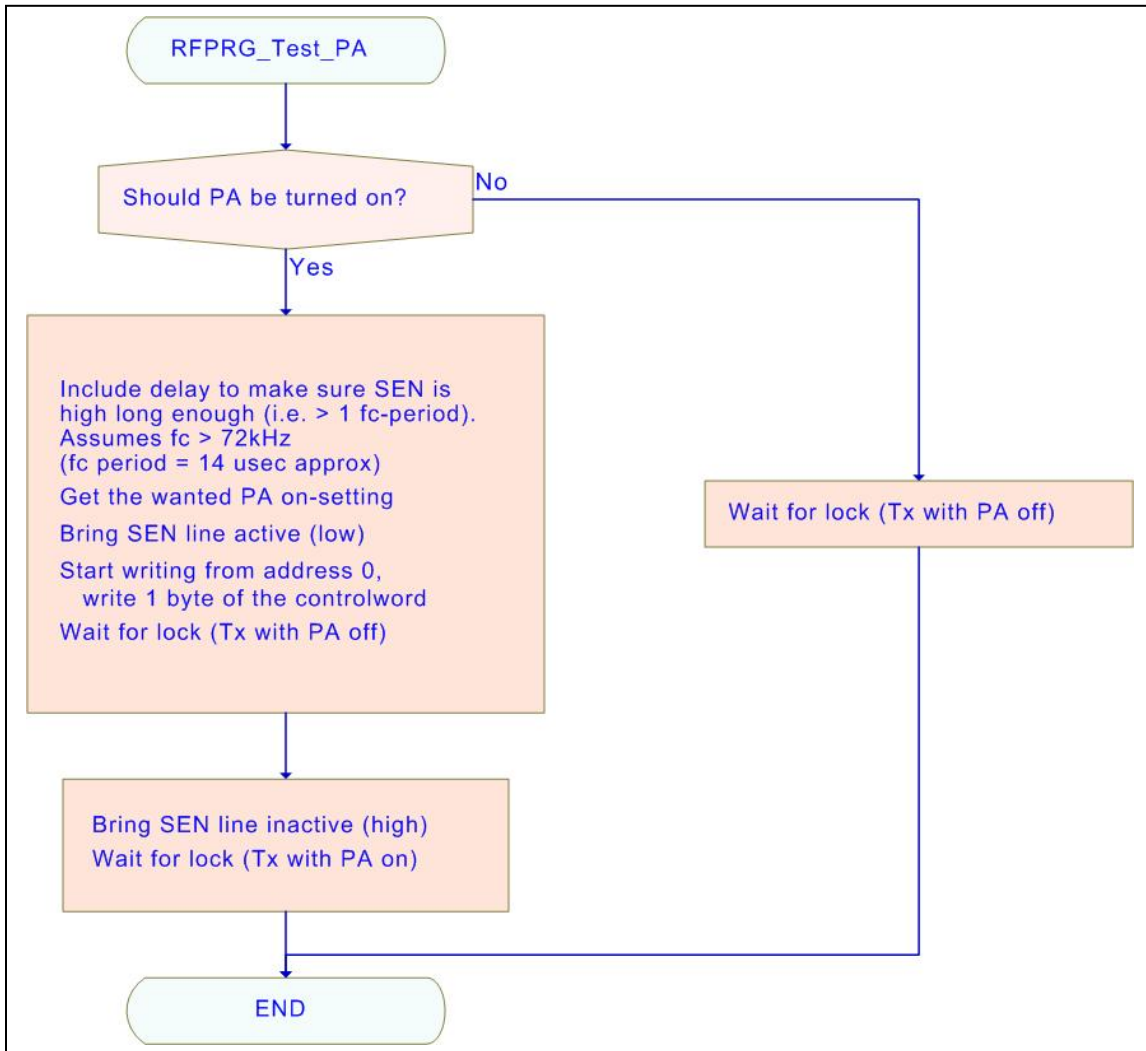 RFPRG_Test_PA
Should PA be turned on?
No
Yes
Include delay to make sure SEN is
high long enough (i.e. > 1 fc-period).
Assumes fc > 72kHz
(fc period = 14 usec approx)
Get the wanted PA on-setting
Bring SEN line active (low)
Start writing from address 0,
write 1 byte of the controlword
Wait for lock (Tx with PA off)
Wait for lock (Tx with PA off)
Bring SEN line inactive (high)
Wait for lock (Tx with PA on)
END